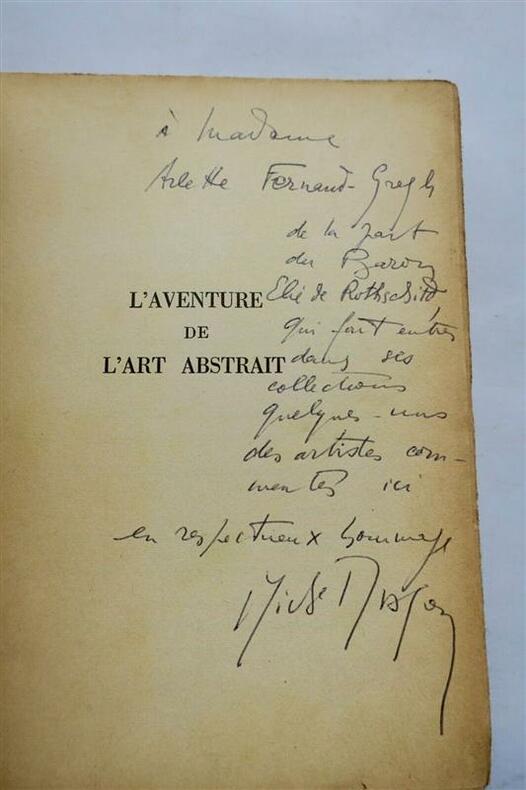 à Madame
Arlette Fernand-Gregh
de la part
du Baron
Elie de Rothschild,
L'AVENTURE
qui fait entrer
DE
dans ses
L'ART ABSTRAIT
collections
quelques-uns
des artistes com-
mentés ici
en respectueux hommage
Michel Ragon